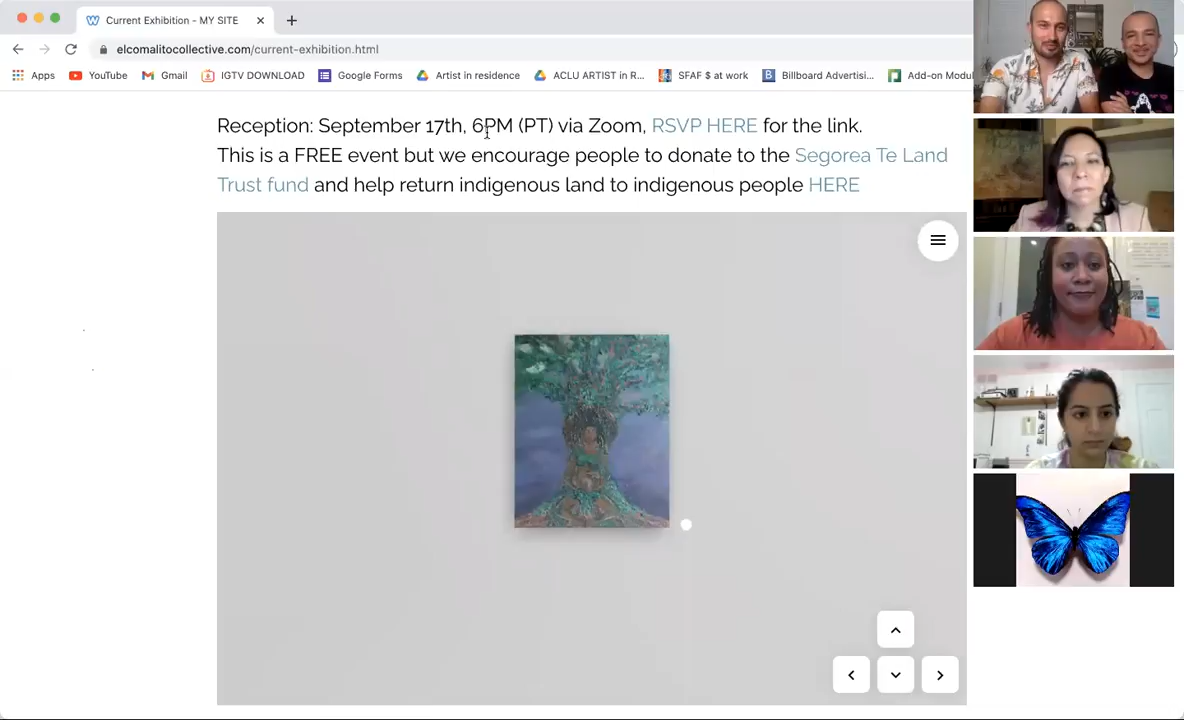 Current Exhibition - MY SITE
elcomalitocollective.com/current-exhibition.html
Apps
YouTube
Gmail
IGTV DOWNLOAD
Google Forms
Artist in residence
ACLU ARTIST in R...
SFAF $ at work
Billboard Advertisi...
Add-on Modul
Reception: September 17th, 6PM (PT) via Zoom, RSVP HERE for the link.
This is a FREE event but we encourage people to donate to the Segorea Te Land
Trust fund and help return indigenous land to indigenous people HERE